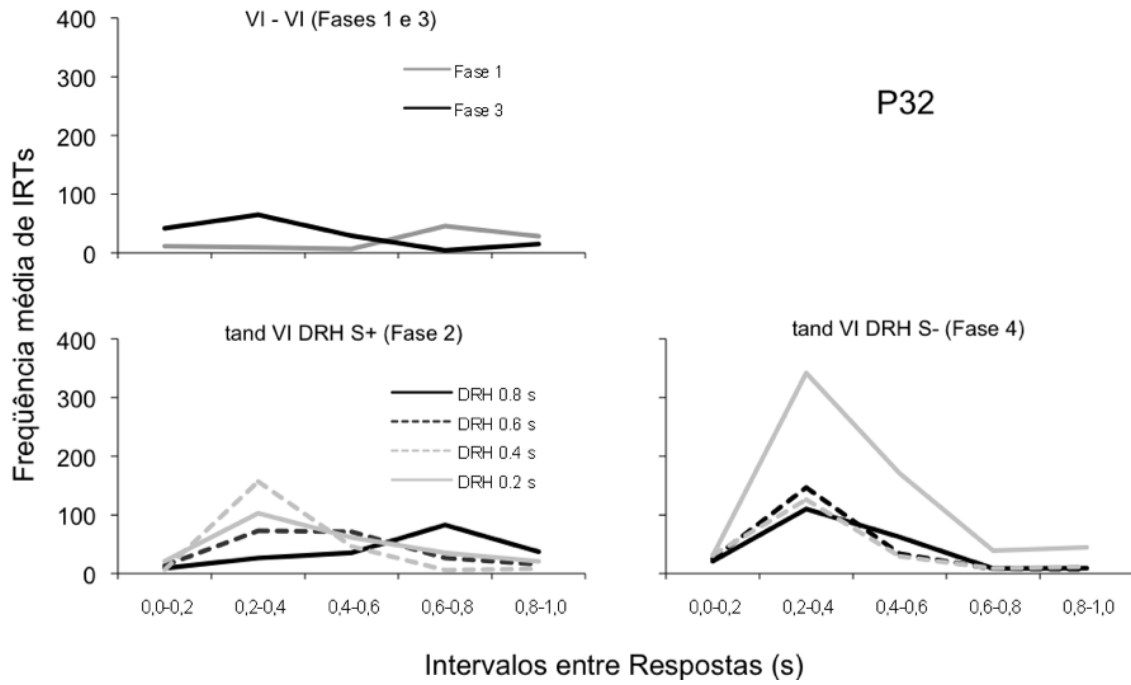 VI - VI (Fases 1 e 3)
400
300
200
100
0
Fase 1
Fase 3
P32
Freqüência média de IRTs
tand VI DRH S+ (Fase 2)
400
300
200
100
0
DRH 0.8 s
DRH 0.6 s
DRH 0.4 s
DRH 0.2 s
0,0-0,2 0,2-0,4 0,4-0,6 0,6-0,8 0,8-1,0
tand VI DRH S- (Fase 4)
0,0-0,2 0,2-0,4 0,4-0,6 0,6-0,8 0,8-1,0
Intervalos entre Respostas (s)